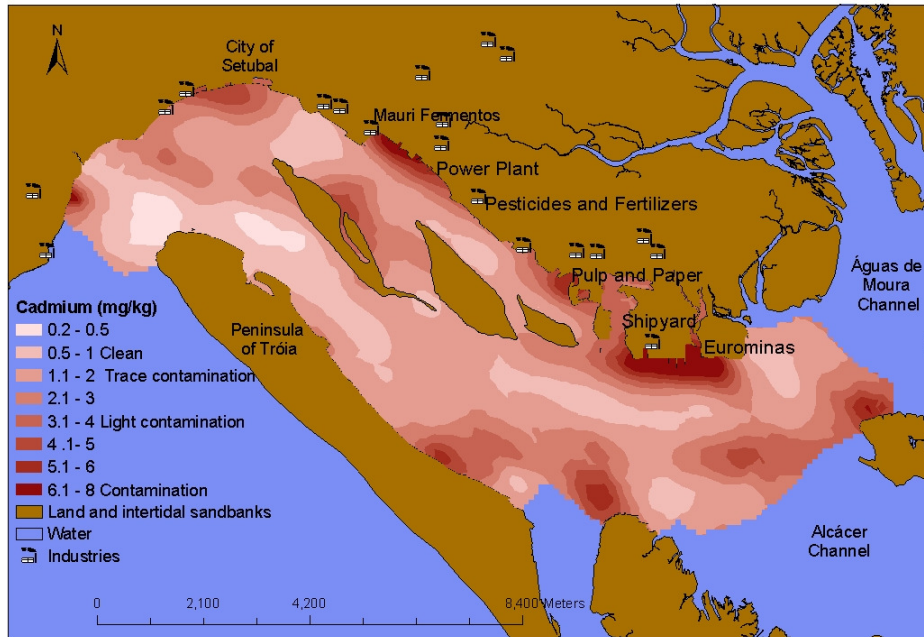 N
City of
Setubal
Mauri Fermentos
Power Plant
Pesticides and Fertilizers
Pulp and Paper
Águas de
Moura
Channel
Shipyard
Eurominas
Peninsula
of Tróia
Cadmium (mg/kg)
0.2 - 0.5
0.5 - 1 Clean
1.1 - 2 Trace contamination
2.1 - 3
3.1 - 4 Light contamination
4 .1- 5
5.1 - 6
6.1 - 8 Contamination
Land and intertidal sandbanks
Water
Industries
Alcácer
Channel
0 2,100 4,200 8,400 Meters